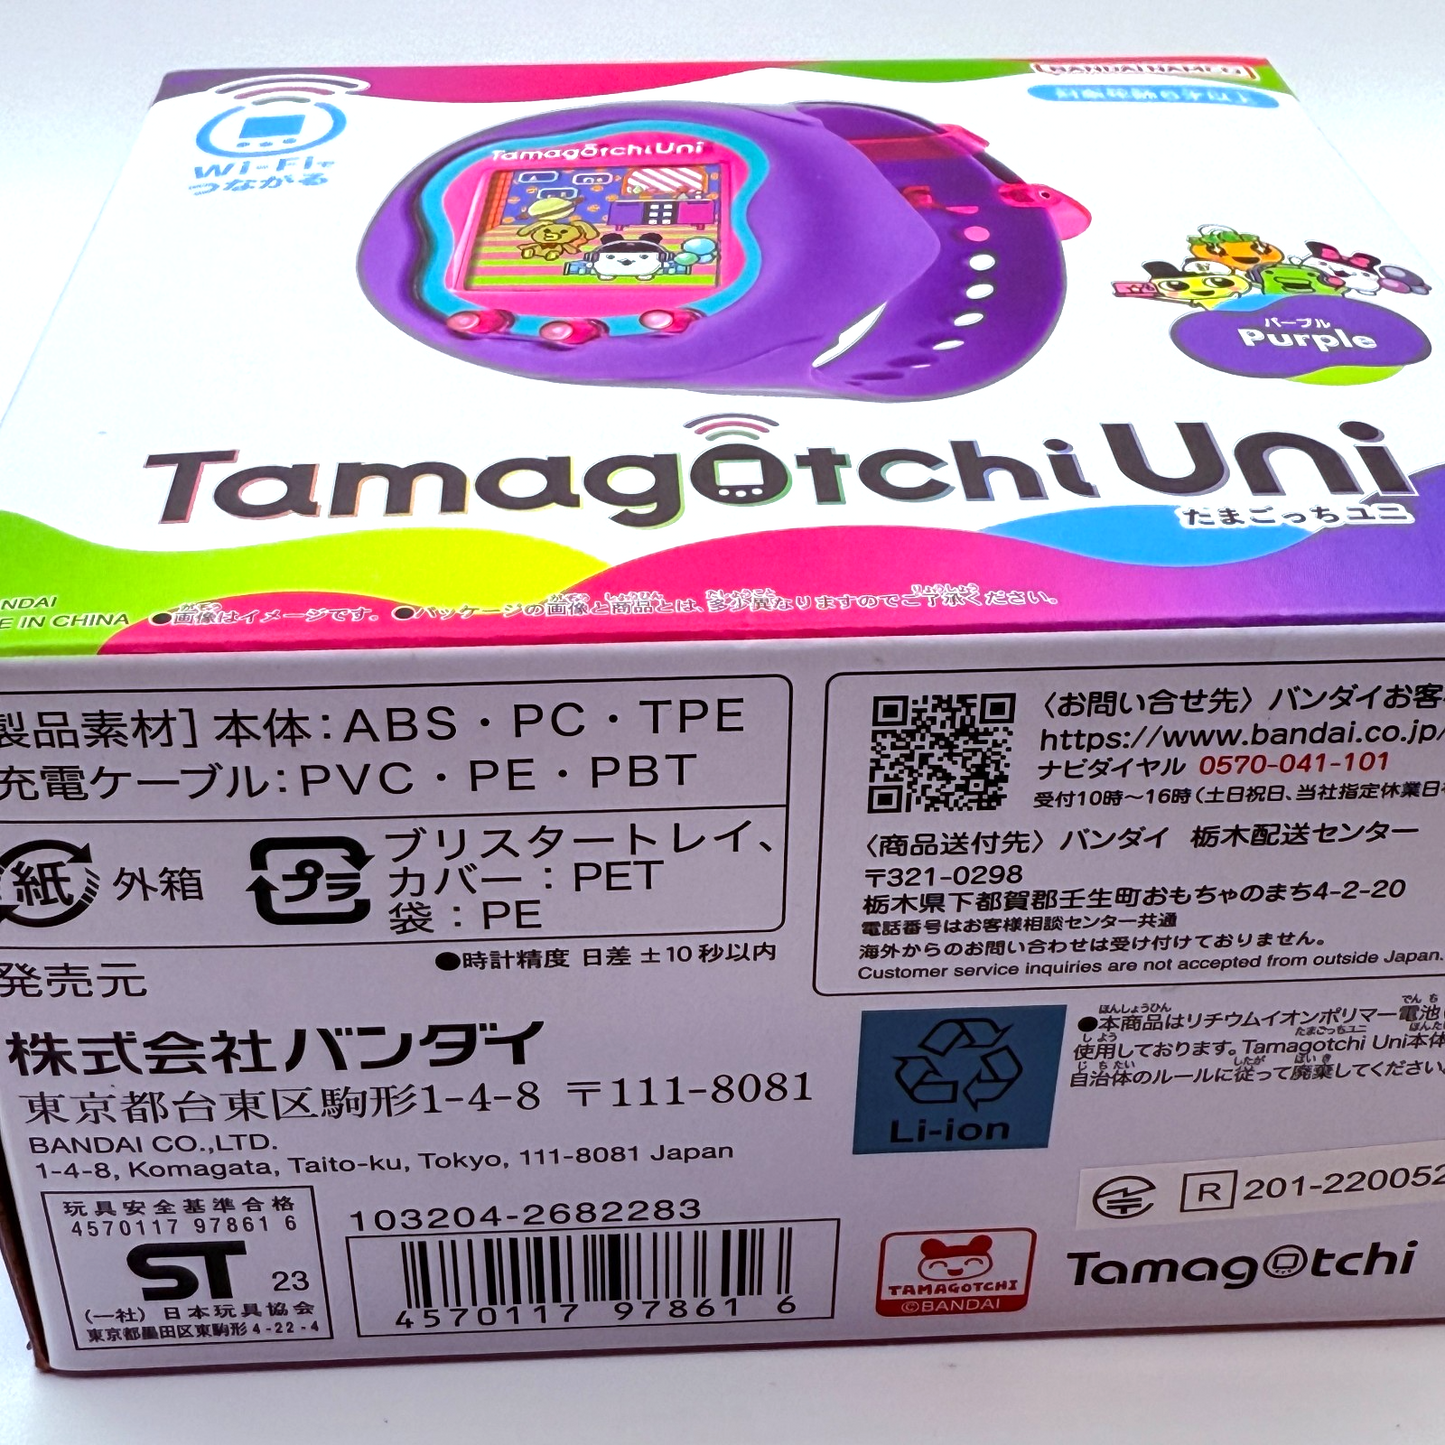 Wi-Fiで
つながる
BANDAI NAMCO
対象年齢6才以上
Tamagotchi Uni
パープル
Purple
Tamagotchi Uni
たまごっちユニ
NDAI
E IN CHINA
●画像はイメージです。 ●パッケージの画像と商品とは、多少異なりますのでご了承ください。
製品素材］本体：ABS・PC・TPE
充電ケーブル：PVC・PE・PBT
紙 外箱
プラ
ブリスタートレイ、
カバー：PET
袋：PE
●時計精度 日差 ±10 秒以内
発売元
株式会社バンダイ
東京都台東区駒形1-4-8 〒111-8081
BANDAI CO.,LTD.
1-4-8, Komagata, Taito-ku, Tokyo, 111-8081 Japan
玩具安全基準合格
4570117 97861 6
ST 23
(一社) 日本玩具協会
東京都墨田区東駒形 4-22-4
103204-2682283
4570117 97861 6
〈お問い合せ先〉バンダイお客
https://www.bandai.co.jp/
ナビダイヤル 0570-041-101
受付10時～16時（土日祝日、当社指定休業日
〈商品送付先〉バンダイ 栃木配送センター
〒321-0298
栃木県下都賀郡壬生町おもちゃのまち4-2-20
電話番号はお客様相談センター共通
海外からのお問い合わせは受け付けておりません。
Customer service inquiries are not accepted from outside Japan.
Li-ion
●本商品はリチウムイオンポリマー電池
使用しております。Tamagotchi Uni本体
自治体のルールに従って廃棄してください。
R 201-220052
TAMAGOTCHI
©BANDAI
Tamagotchi